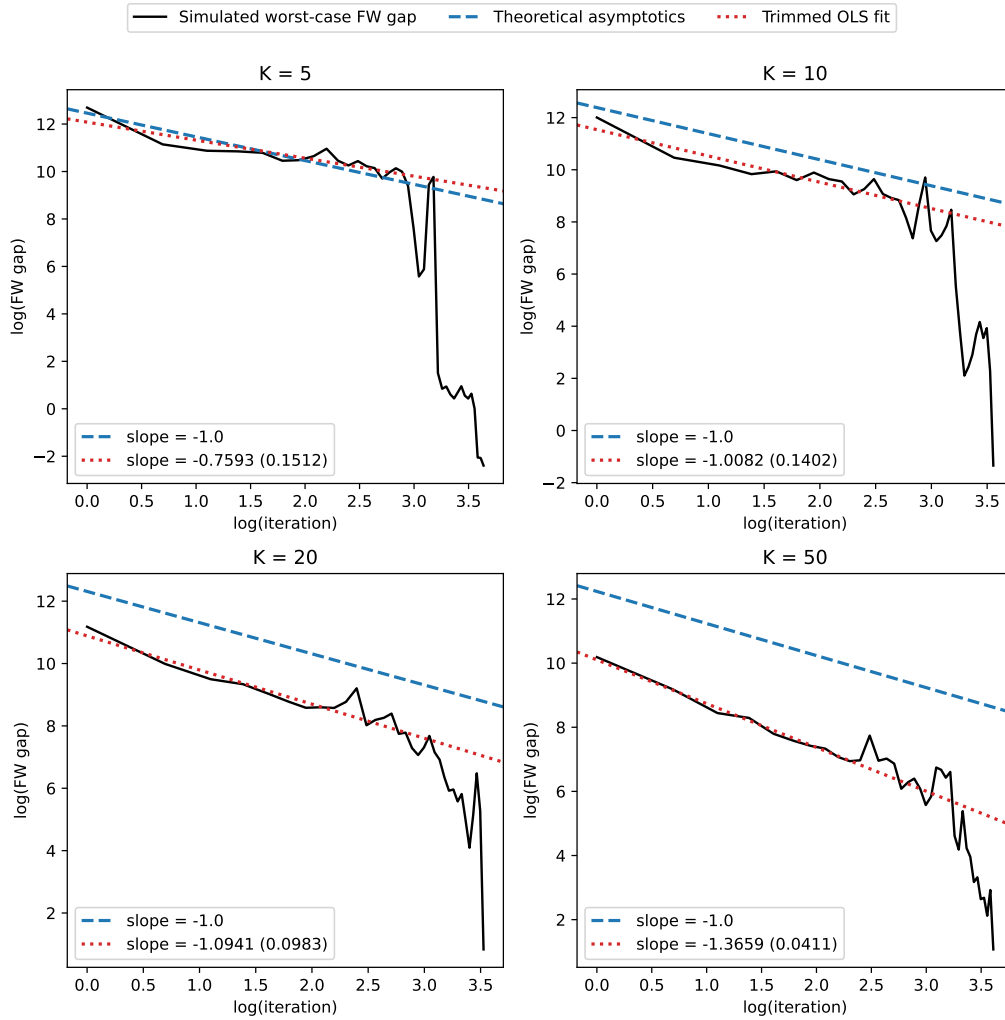 Simulated worst-case FW gap Theoretical asymptotics Trimmed OLS fit
K = 5
12
10
8
6
4
2
0
−2
log(FW gap)
slope = -1.0
slope = -0.7593 (0.1512)
0.0 0.5 1.0 1.5 2.0 2.5 3.0 3.5
log(iteration)
K = 10
12
10
8
6
4
2
0
−2
log(FW gap)
slope = -1.0
slope = -1.0082 (0.1402)
0.0 0.5 1.0 1.5 2.0 2.5 3.0 3.5
log(iteration)
K = 20
12
10
8
6
4
2
log(FW gap)
slope = -1.0
slope = -1.0941 (0.0983)
0.0 0.5 1.0 1.5 2.0 2.5 3.0 3.5
log(iteration)
K = 50
12
10
8
6
4
2
log(FW gap)
slope = -1.0
slope = -1.3659 (0.0411)
0.0 0.5 1.0 1.5 2.0 2.5 3.0 3.5
log(iteration)